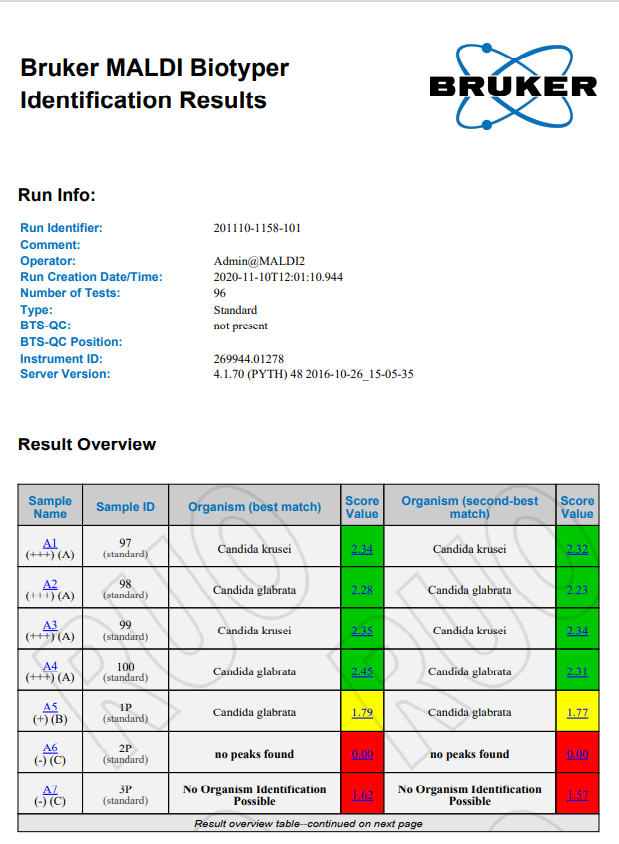 Bruker MALDI Biotyper
Identification Results
BRUKER
Run Info:
Run Identifier: 201110-1158-101
Comment:
Operator: Admin@MALDI2
Run Creation Date/Time: 2020-11-10T12:01:10.944
Number of Tests: 96
Type: Standard
BTS-QC: not present
BTS-QC Position:
Instrument ID: 269944.01278
Server Version: 4.1.70 (PYTH) 48 2016-10-26_15-05-35
Result Overview
Sample Name Sample ID Organism (best match) Score Value Organism (second-best match) Score Value
A1 (+++) (A) 97 (standard) Candida krusei 2.34 Candida krusei 2.32
A2 (+++) (A) 98 (standard) Candida glabrata 2.28 Candida glabrata 2.23
A3 (+++) (A) 99 (standard) Candida krusei 2.35 Candida krusei 2.34
A4 (+++) (A) 100 (standard) Candida glabrata 2.45 Candida glabrata 2.31
A5 (+) (B) 1P (standard) Candida glabrata 1.79 Candida glabrata 1.77
A6 (-) (C) 2P (standard) no peaks found 0.00 no peaks found 0.00
A7 (-) (C) 3P (standard) No Organism Identification Possible 1.62 No Organism Identification Possible 1.57
Result overview table--continued on next page
RUO
RUO